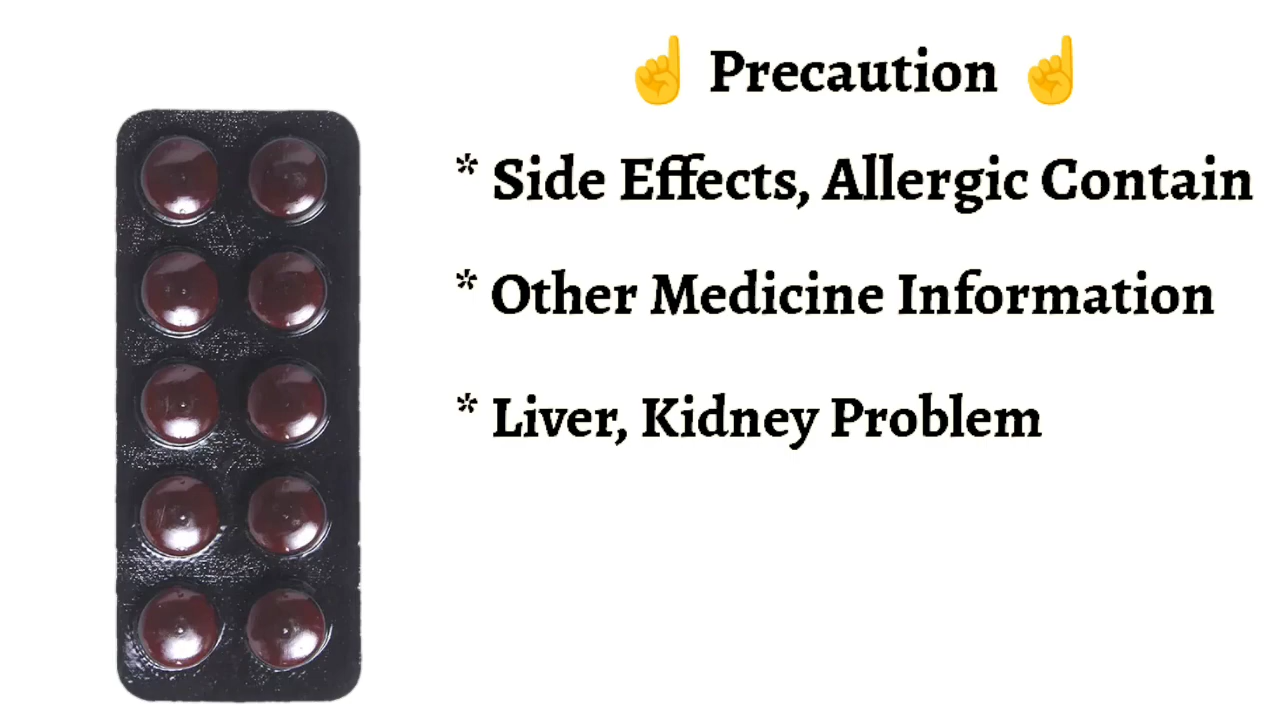 ☝ Precaution ☝
* Side Effects, Allergic Contain
* Other Medicine Information
* Liver, Kidney Problem